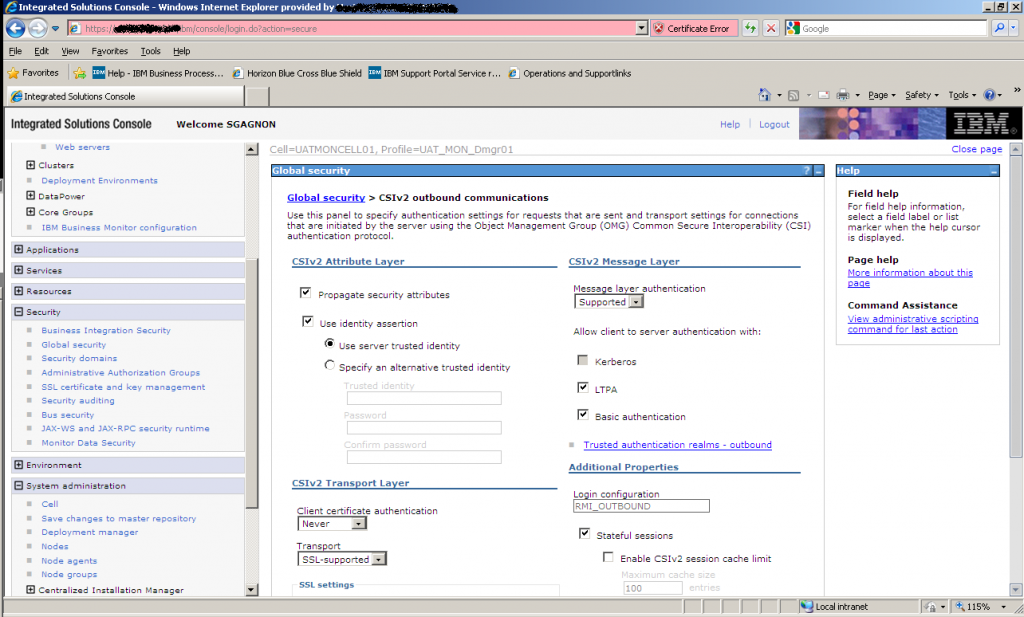 Integrated Solutions Console - Windows Internet Explorer provided by
https:// bm/console/login.do?action=secure
Certificate Error
Google
File Edit View Favorites Tools Help
Favorites
IBM Help - IBM Business Process...
Horizon Blue Cross Blue Shield
IBM IBM Support Portal Service r...
Operations and Supportlinks
Integrated Solutions Console
Page Safety Tools
Integrated Solutions Console Welcome SGAGNON
Help Logout
IBM
Cell=UATMONCELL01, Profile=UAT_MON_Dmgr01
Close page
Web servers
Clusters
Deployment Environments
DataPower
Core Groups
IBM Business Monitor configuration
Applications
Services
Resources
Security
Business Integration Security
Global security
Security domains
Administrative Authorization Groups
SSL certificate and key management
Security auditing
Bus security
JAX-WS and JAX-RPC security runtime
Monitor Data Security
Environment
System administration
Cell
Save changes to master repository
Deployment manager
Nodes
Node agents
Node groups
Centralized Installation Manager
Global security
Global security > CSIv2 outbound communications
Use this panel to specify authentication settings for requests that are sent and transport settings for connections
that are initiated by the server using the Object Management Group (OMG) Common Secure Interoperability (CSI)
authentication protocol.
CSIv2 Attribute Layer
Propagate security attributes
Use identity assertion
Use server trusted identity
Specify an alternative trusted identity
Trusted identity
Password
Confirm password
CSIv2 Transport Layer
Client certificate authentication
Never
Transport
SSL-supported
SSL settings
CSIv2 Message Layer
Message layer authentication
Supported
Allow client to server authentication with:
Kerberos
LTPA
Basic authentication
Trusted authentication realms - outbound
Additional Properties
Login configuration
RMI_OUTBOUND
Stateful sessions
Enable CSIv2 session cache limit
Maximum cache size
100 entries
Help
Field help
For field help information,
select a field label or list
marker when the help cursor
is displayed.
Page help
More information about this
page
Command Assistance
View administrative scripting
command for last action
Local intranet
115%